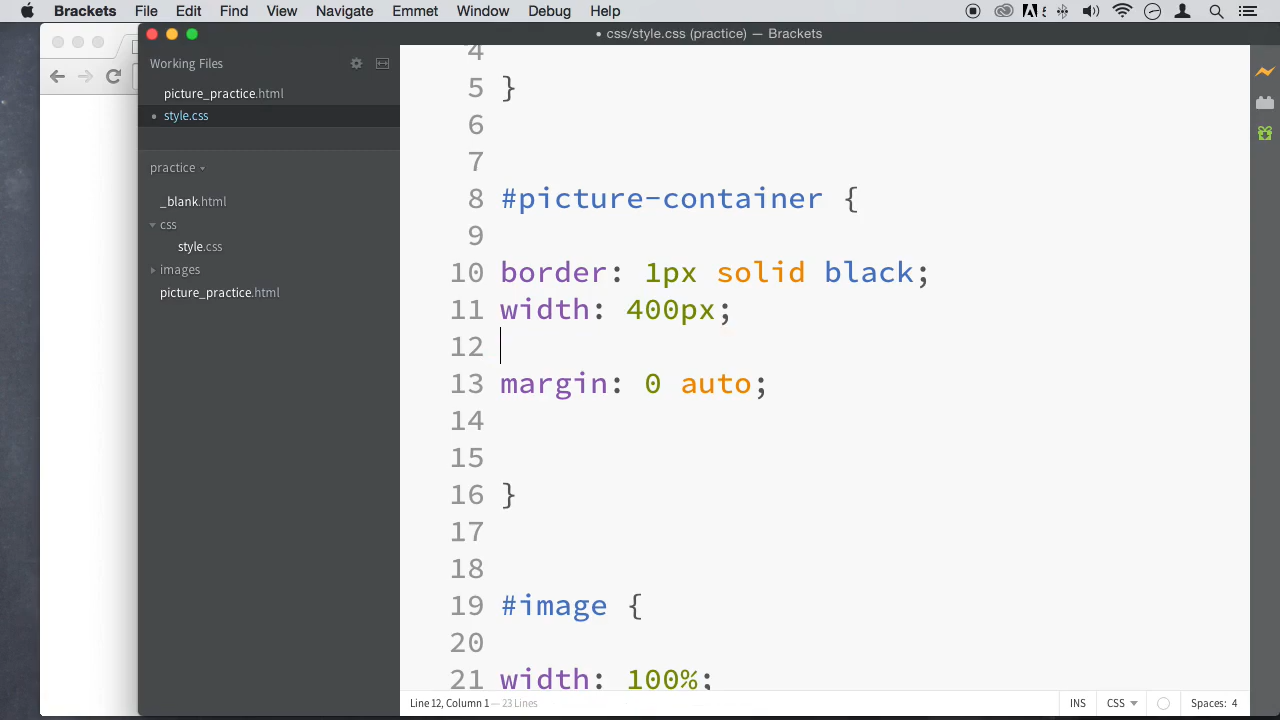 Brackets File Edit Find View Navigate Emmet Window Debug Help
• css/style.css (practice) — Brackets
Working Files
picture_practice.html
• style.css
practice
_blank.html
css
style.css
images
picture_practice.html
4
5 }
6
7
8 #picture-container {
9
10 border: 1px solid black;
11 width: 400px;
12
13 margin: 0 auto;
14
15
16 }
17
18
19 #image {
20
21 width: 100%;
Line 12, Column 1 — 23 Lines
INS CSS Spaces: 4